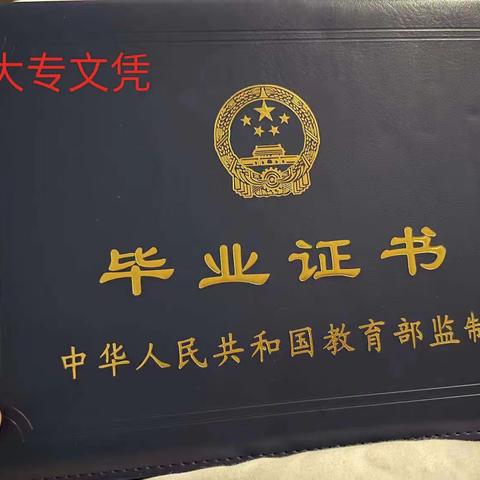 大专文凭
毕业证书
中华人民共和国教育部监制